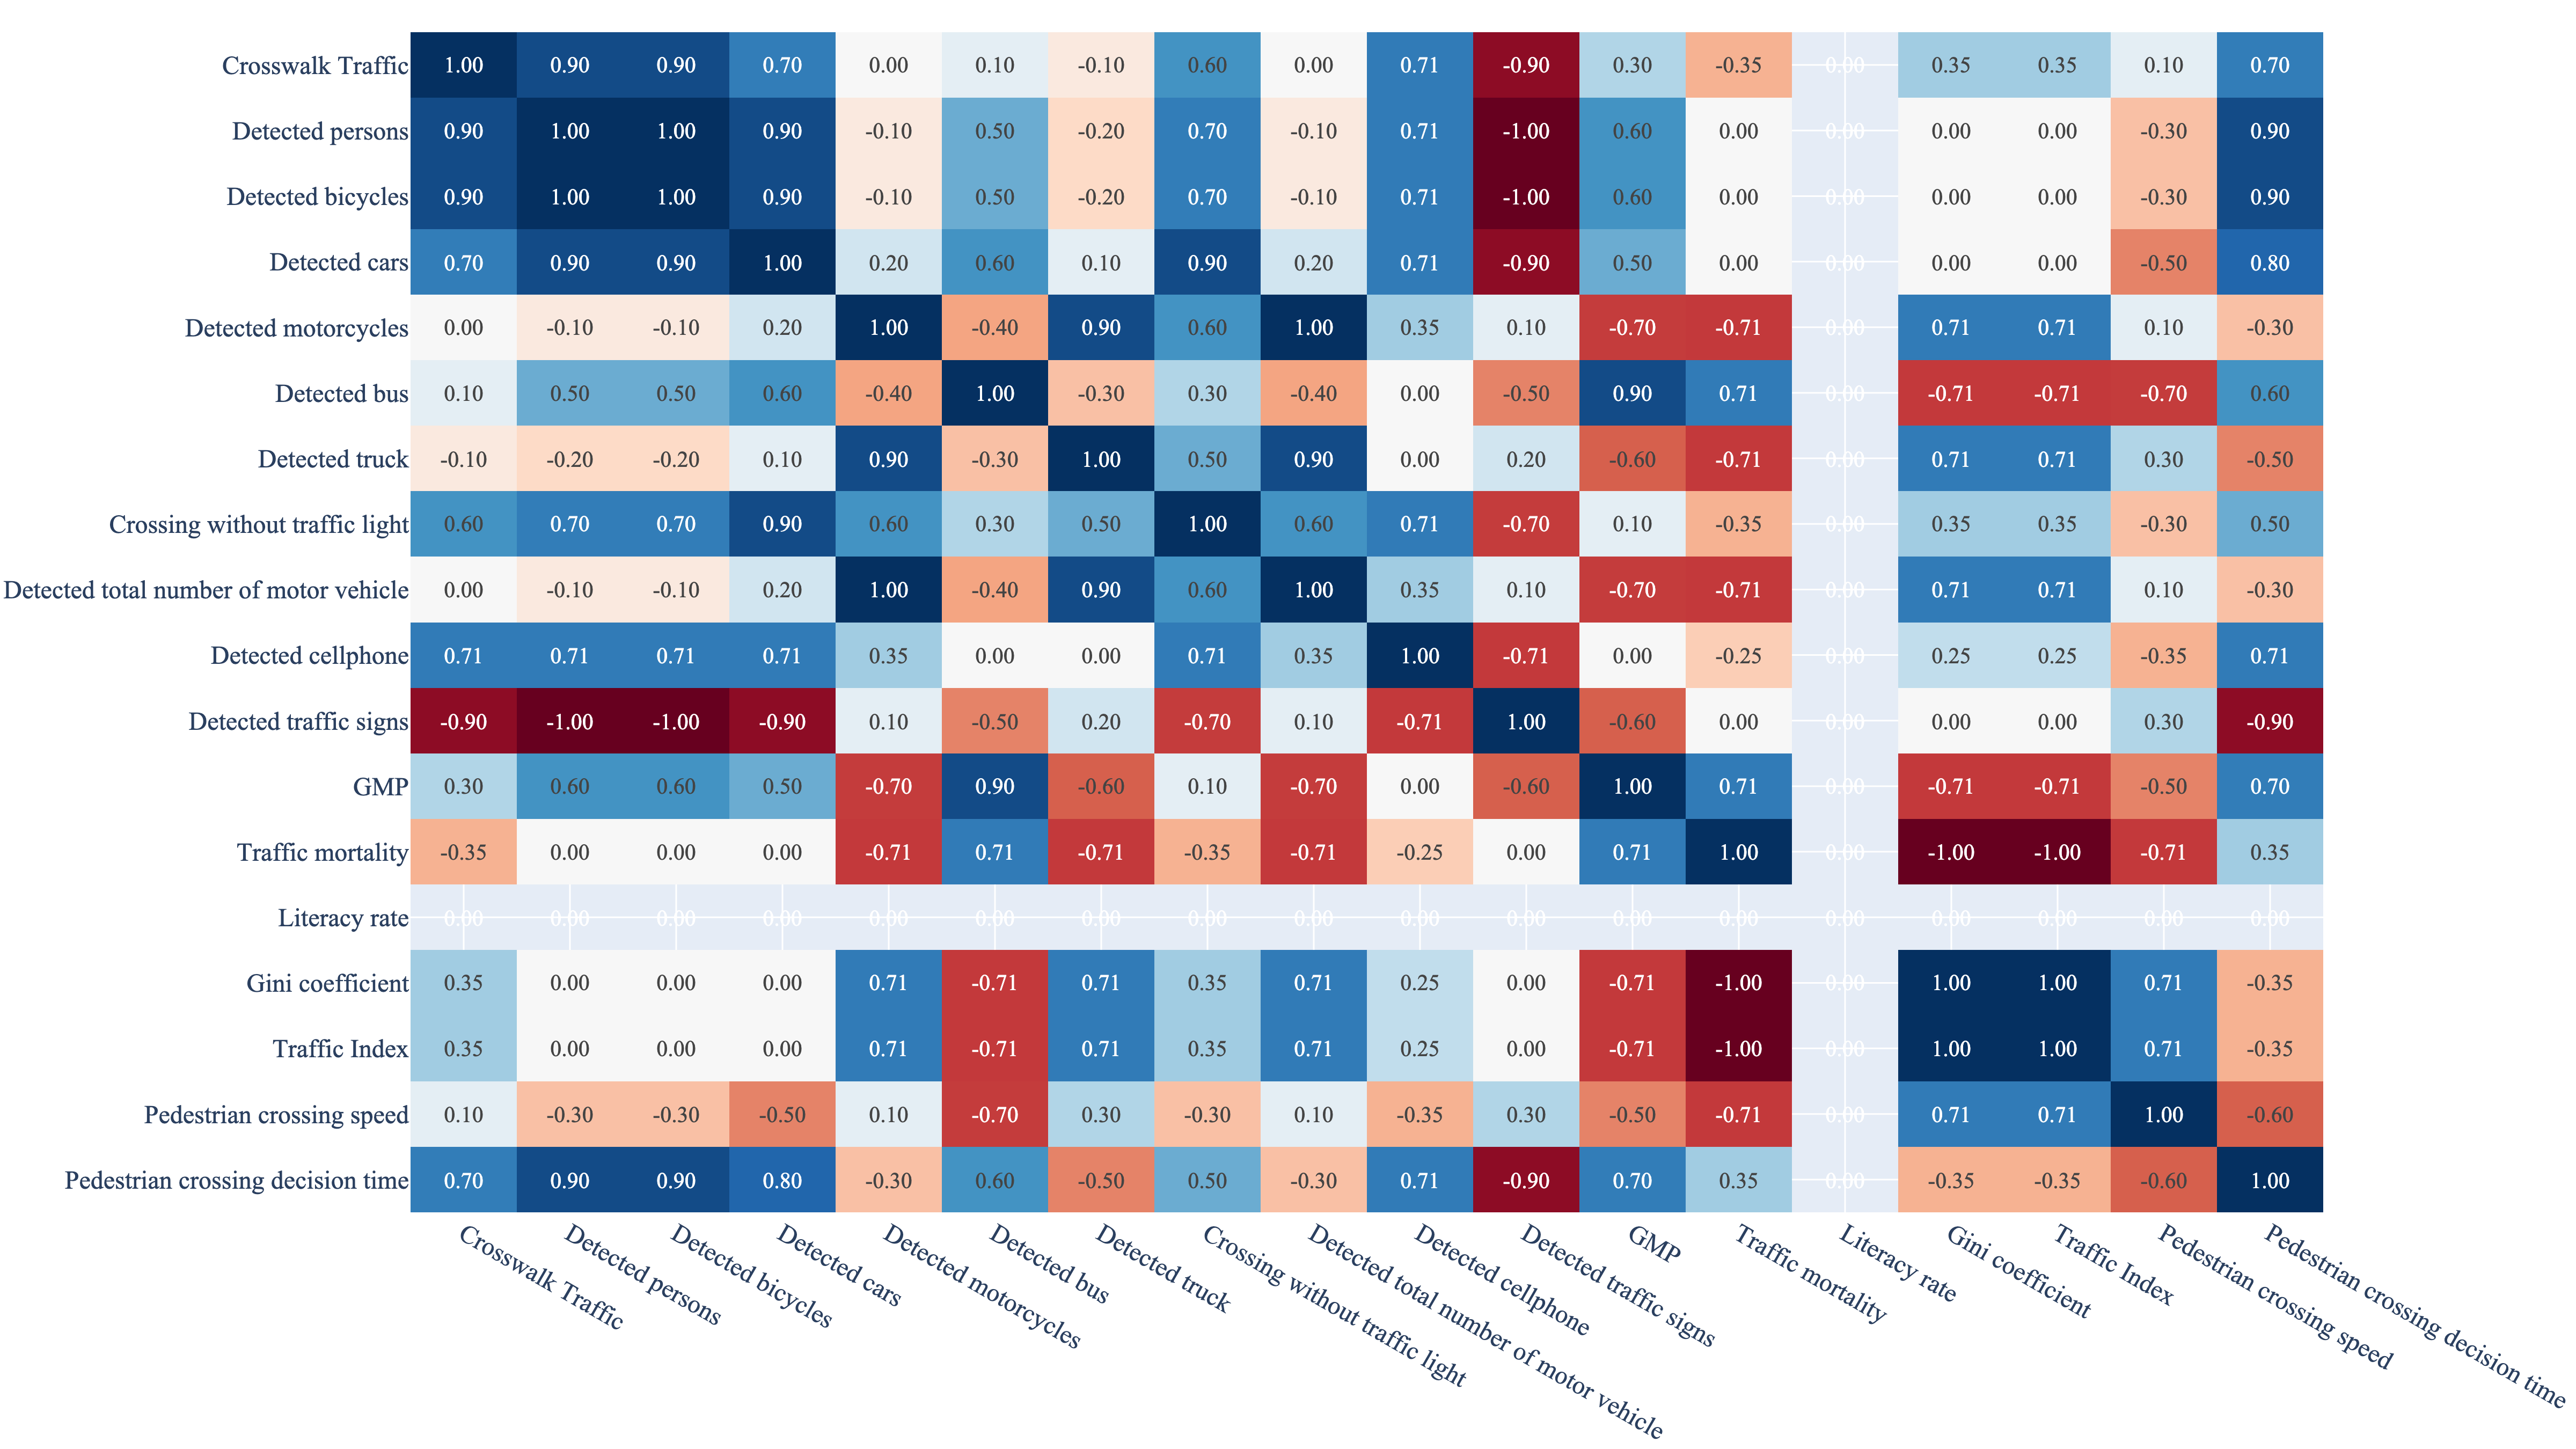 Crosswalk Traffic 1.00 0.90 0.90 0.70 0.00 0.10 -0.10 0.60 0.00 0.71 -0.90 0.30 -0.35 0.00 0.35 0.35 0.10 0.70
Detected persons 0.90 1.00 1.00 0.90 -0.10 0.50 -0.20 0.70 -0.10 0.71 -1.00 0.60 0.00 0.00 0.00 0.00 -0.30 0.90
Detected bicycles 0.90 1.00 1.00 0.90 -0.10 0.50 -0.20 0.70 -0.10 0.71 -1.00 0.60 0.00 0.00 0.00 0.00 -0.30 0.90
Detected cars 0.70 0.90 0.90 1.00 0.20 0.60 0.10 0.90 0.20 0.71 -0.90 0.50 0.00 0.00 0.00 0.00 -0.50 0.80
Detected motorcycles 0.00 -0.10 -0.10 0.20 1.00 -0.40 0.90 0.60 1.00 0.35 0.10 -0.70 -0.71 0.00 0.71 0.71 0.10 -0.30
Detected bus 0.10 0.50 0.50 0.60 -0.40 1.00 -0.30 0.30 -0.40 0.00 -0.50 0.90 0.71 0.00 -0.71 -0.71 -0.70 0.60
Detected truck -0.10 -0.20 -0.20 0.10 0.90 -0.30 1.00 0.50 0.90 0.00 0.20 -0.60 -0.71 0.00 0.71 0.71 0.30 -0.50
Crossing without traffic light 0.60 0.70 0.70 0.90 0.60 0.30 0.50 1.00 0.60 0.71 -0.70 0.10 -0.35 0.00 0.35 0.35 -0.30 0.50
Detected total number of motor vehicle 0.00 -0.10 -0.10 0.20 1.00 -0.40 0.90 0.60 1.00 0.35 0.10 -0.70 -0.71 0.00 0.71 0.71 0.10 -0.30
Detected cellphone 0.71 0.71 0.71 0.71 0.35 0.00 0.00 0.71 0.35 1.00 -0.71 0.00 -0.25 0.00 0.25 0.25 -0.35 0.71
Detected traffic signs -0.90 -1.00 -1.00 -0.90 0.10 -0.50 0.20 -0.70 0.10 -0.71 1.00 -0.60 0.00 0.00 0.00 0.00 0.30 -0.90
GMP 0.30 0.60 0.60 0.50 -0.70 0.90 -0.60 0.10 -0.70 0.00 -0.60 1.00 0.71 0.00 -0.71 -0.71 -0.50 0.70
Traffic mortality -0.35 0.00 0.00 0.00 -0.71 0.71 -0.71 -0.35 -0.71 -0.25 0.00 0.71 1.00 0.00 -1.00 -1.00 -0.71 0.35
Literacy rate 0.00 0.00 0.00 0.00 0.00 0.00 0.00 0.00 0.00 0.00 0.00 0.00 0.00 0.00 0.00 0.00 0.00 0.00
Gini coefficient 0.35 0.00 0.00 0.00 0.71 -0.71 0.71 0.35 0.71 0.25 0.00 -0.71 -1.00 0.00 1.00 1.00 0.71 -0.35
Traffic Index 0.35 0.00 0.00 0.00 0.71 -0.71 0.71 0.35 0.71 0.25 0.00 -0.71 -1.00 0.00 1.00 1.00 0.71 -0.35
Pedestrian crossing speed 0.10 -0.30 -0.30 -0.50 0.10 -0.70 0.30 -0.30 0.10 -0.35 0.30 -0.50 -0.71 0.00 0.71 0.71 1.00 -0.60
Pedestrian crossing decision time 0.70 0.90 0.90 0.80 -0.30 0.60 -0.50 0.50 -0.30 0.71 -0.90 0.70 0.35 0.00 -0.35 -0.35 -0.60 1.00
Crosswalk Traffic
Detected persons
Detected bicycles
Detected cars
Detected motorcycles
Detected bus
Detected truck
Crossing without traffic light
Detected total number of motor vehicle
Detected cellphone
Detected traffic signs
GMP
Traffic mortality
Literacy rate
Gini coefficient
Traffic Index
Pedestrian crossing speed
Pedestrian crossing decision time